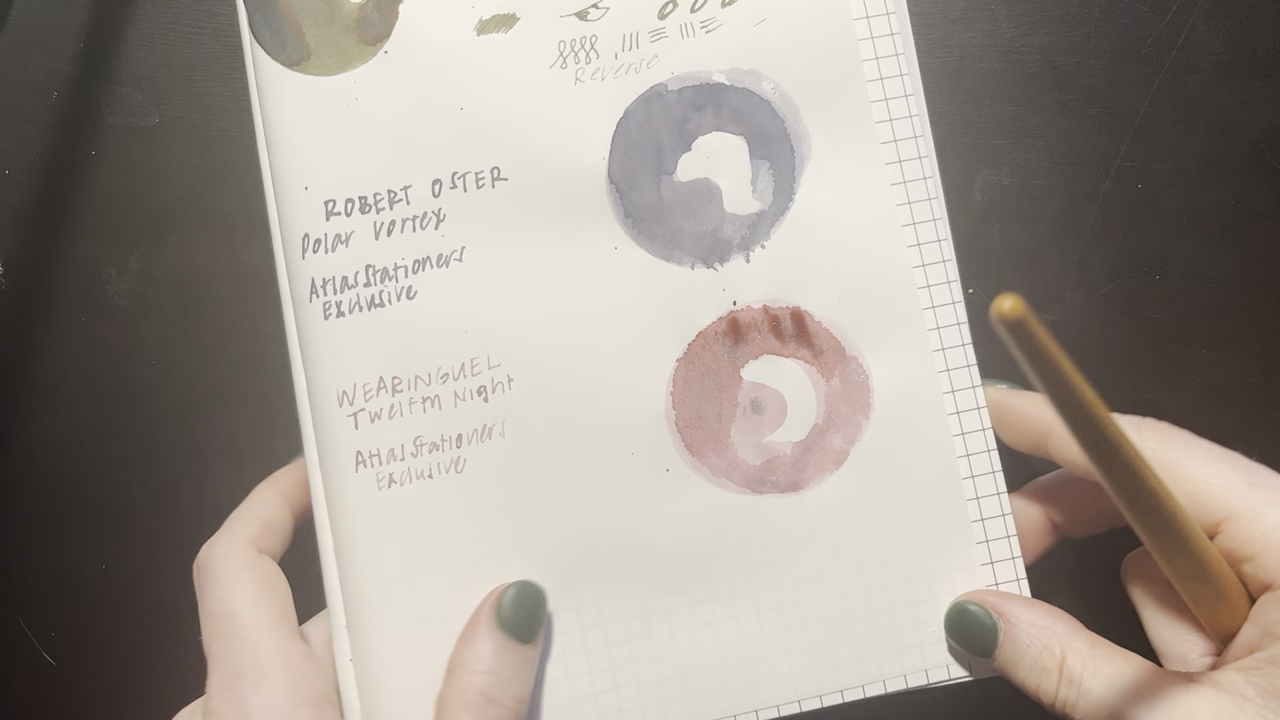 Reverse
ROBERT OSTER
Polar Vortex
Atlas Stationers
Exclusive
WEARINGUEL
Twelfth Night
Atlas Stationers
Exclusive